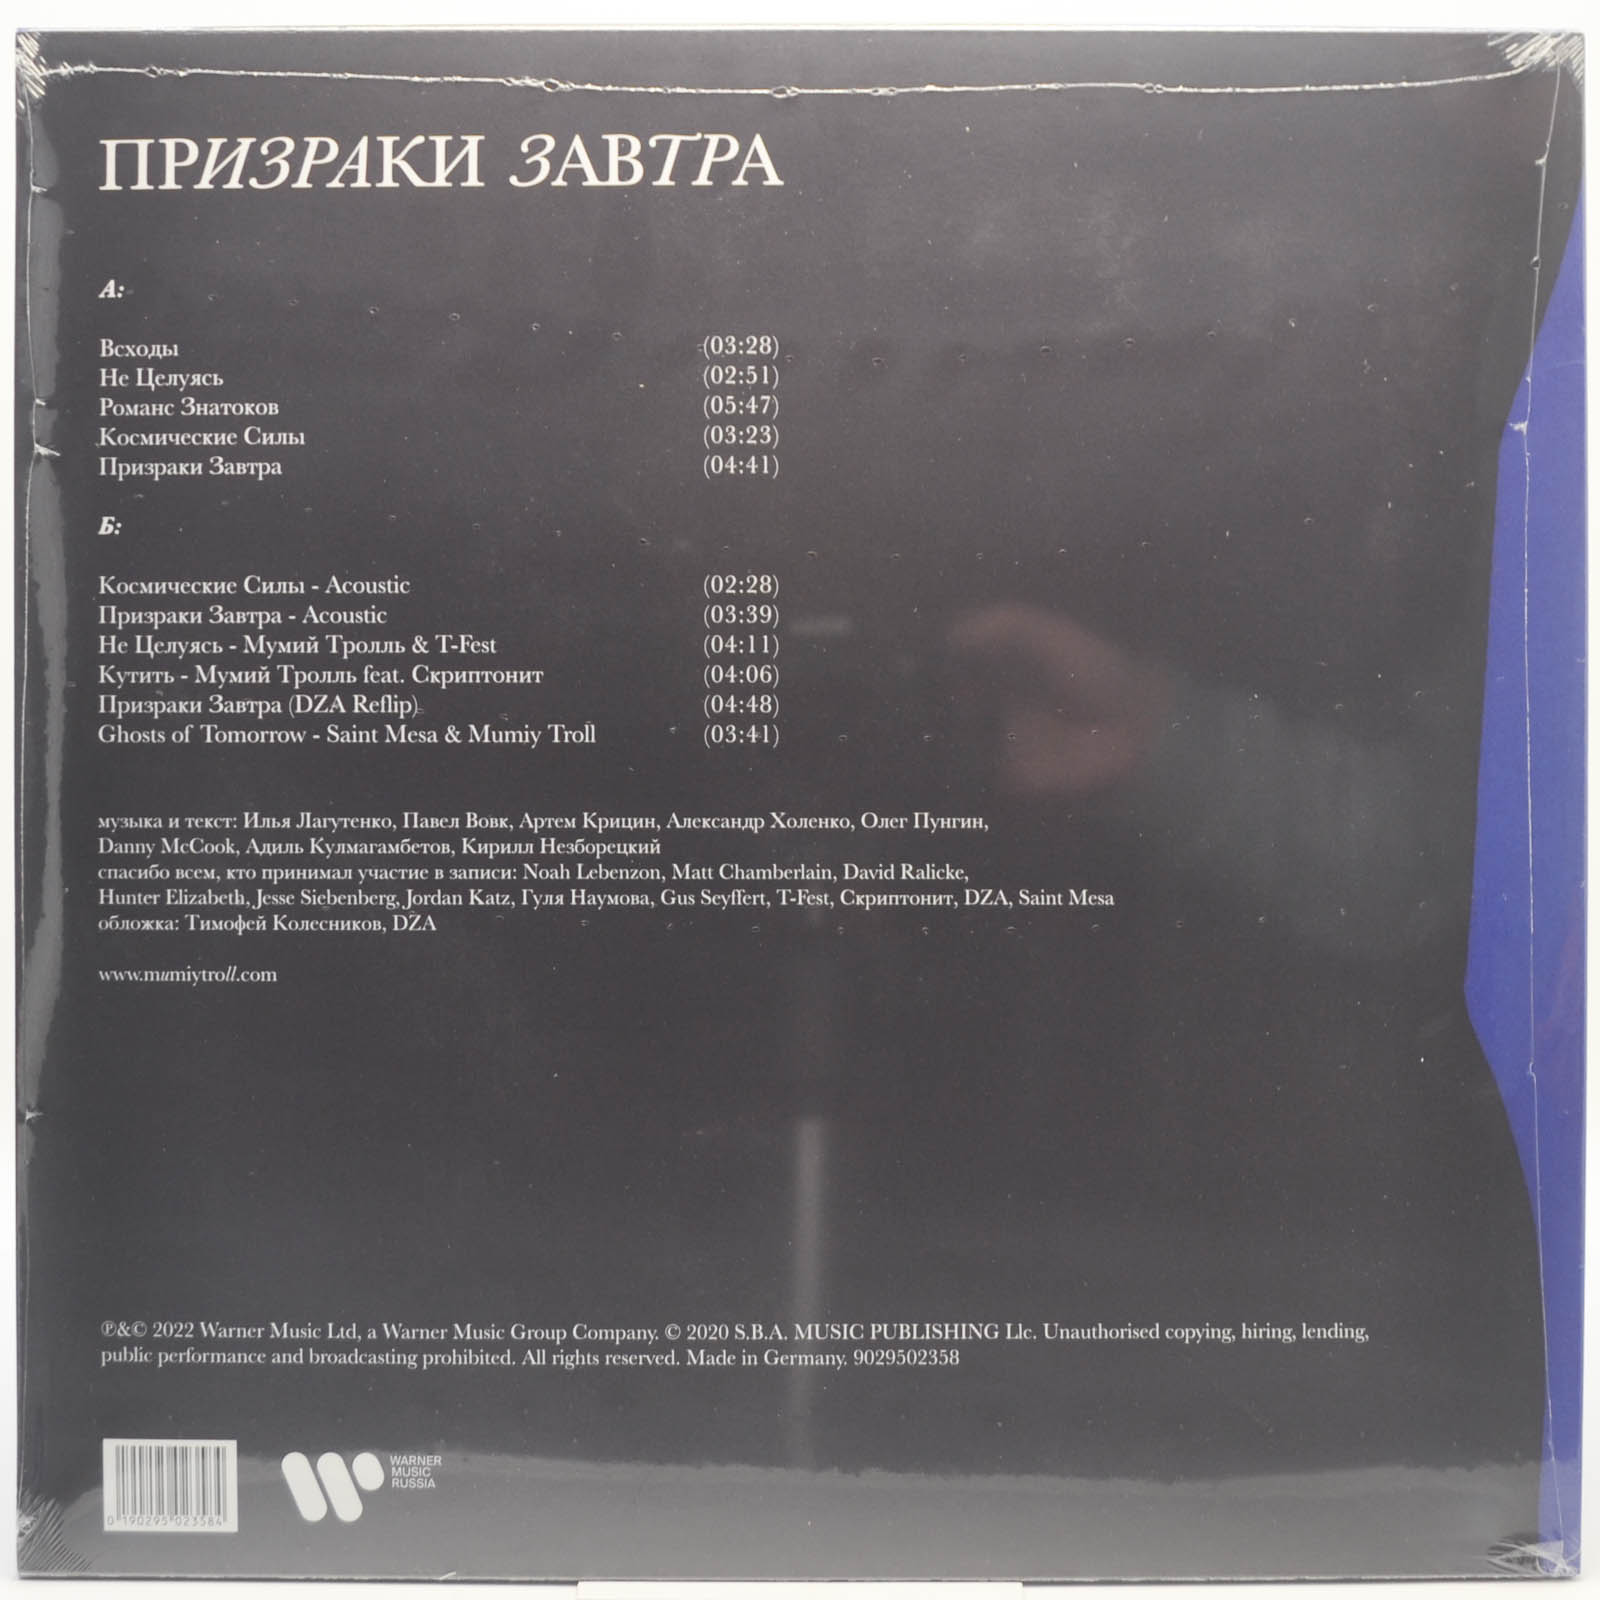 ПРИЗРАКИ ЗАВТРА
А:
Всходы (03:28)
Не Целуясь (02:51)
Романс Знатоков (05:47)
Космические Силы (03:23)
Призраки Завтра (04:41)
Б:
Космические Силы - Acoustic (02:28)
Призраки Завтра - Acoustic (03:39)
Не Целуясь - Мумий Тролль & T-Fest (04:11)
Кутить - Мумий Тролль feat. Скриптонит (04:06)
Призраки Завтра (DZA Reflip) (04:48)
Ghosts of Tomorrow - Saint Mesa & Mumiy Troll (03:41)
музыка и текст: Илья Лагутенко, Павел Вовк, Артем Крицин, Александр Холенко, Олег Пунгин,
Danny McCook, Адиль Кулмагамбетов, Кирилл Незборецкий
спасибо всем, кто принимал участие в записи: Noah Lebenzon, Matt Chamberlain, David Ralicke,
Hunter Elizabeth, Jesse Siebenberg, Jordan Katz, Гуля Наумова, Gus Seyffert, T-Fest, Скриптонит, DZA, Saint Mesa
обложка: Тимофей Колесников, DZA
www.mumiytroll.com
℗&© 2022 Warner Music Ltd, a Warner Music Group Company. © 2020 S.B.A. MUSIC PUBLISHING Llc. Unauthorised copying, hiring, lending,
public performance and broadcasting prohibited. All rights reserved. Made in Germany. 9029502358
WARNER
MUSIC
RUSSIA
0 190295 023584